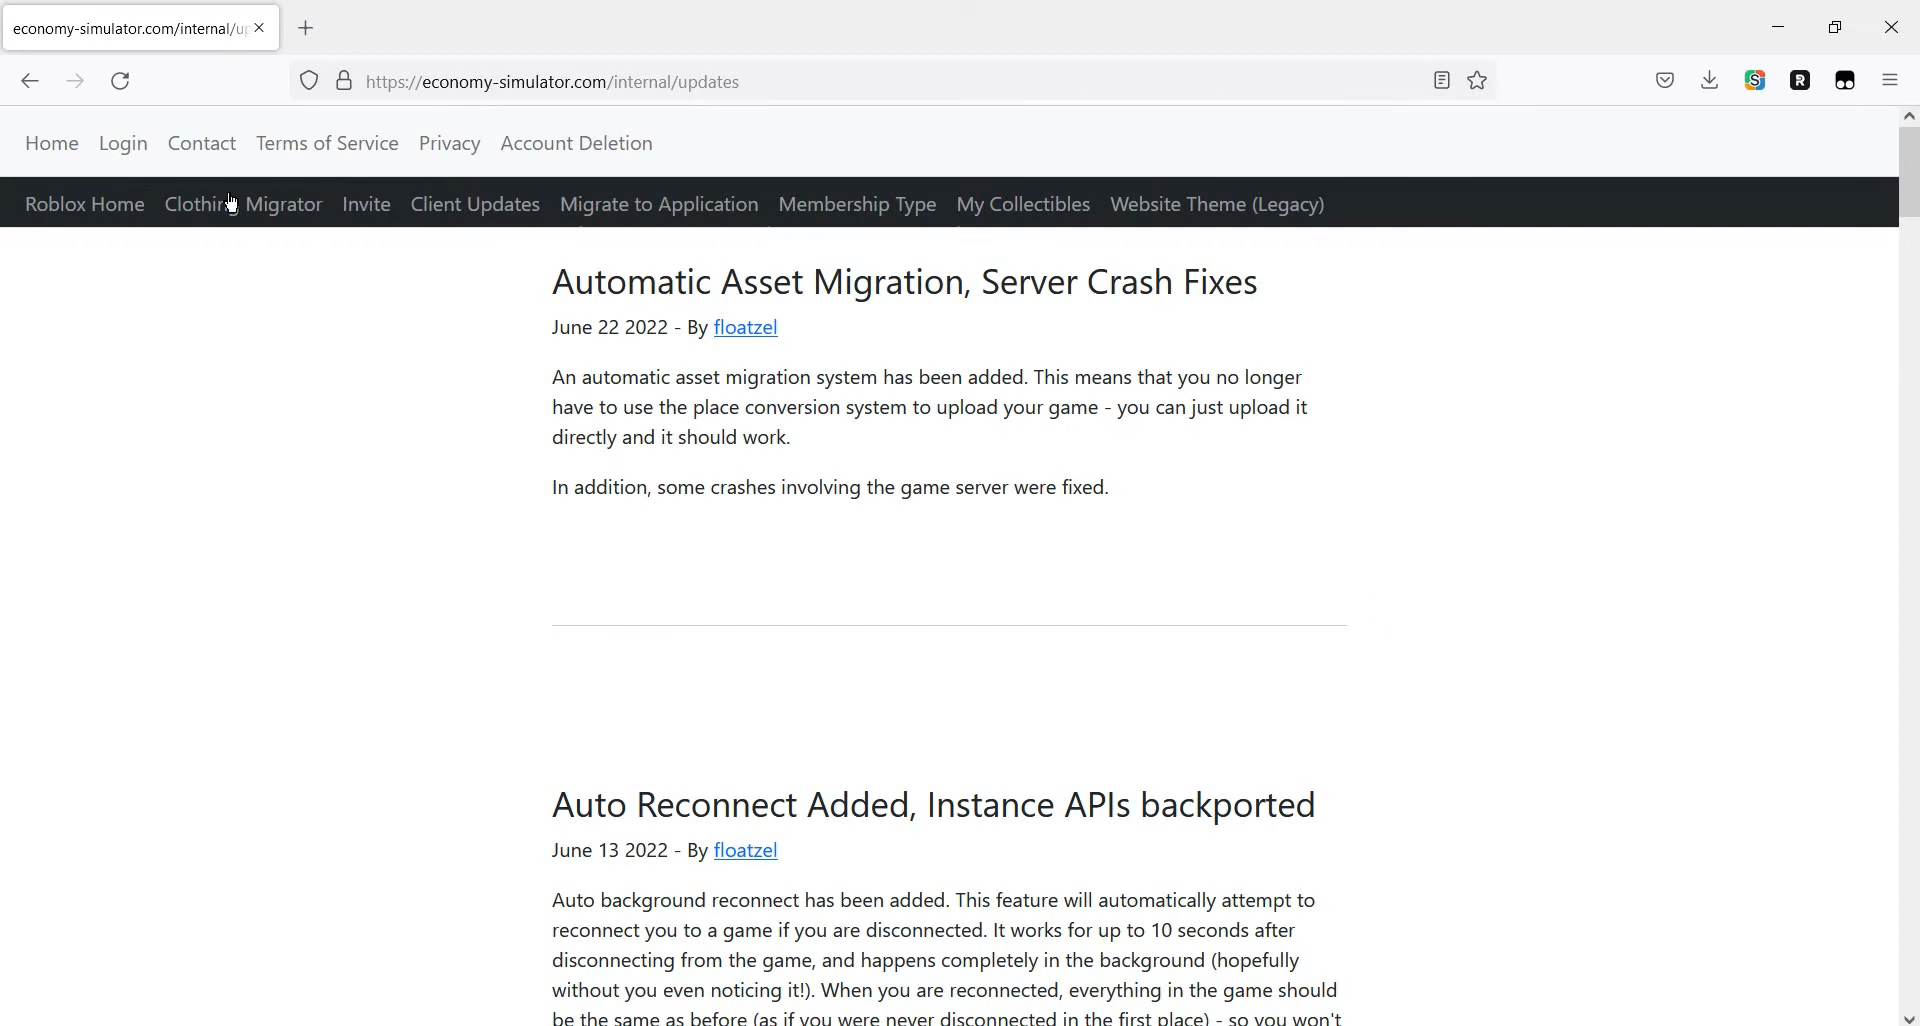 economy-simulator.com/internal/up
https://economy-simulator.com/internal/updates
Home Login Contact Terms of Service Privacy Account Deletion
Roblox Home Clothing Migrator Invite Client Updates Migrate to Application Membership Type My Collectibles Website Theme (Legacy)
Automatic Asset Migration, Server Crash Fixes
June 22 2022 - By floatzel
An automatic asset migration system has been added. This means that you no longer
have to use the place conversion system to upload your game - you can just upload it
directly and it should work.
In addition, some crashes involving the game server were fixed.
Auto Reconnect Added, Instance APIs backported
June 13 2022 - By floatzel
Auto background reconnect has been added. This feature will automatically attempt to
reconnect you to a game if you are disconnected. It works for up to 10 seconds after
disconnecting from the game, and happens completely in the background (hopefully
without you even noticing it!). When you are reconnected, everything in the game should
be the same as before (as if you were never disconnected in the first place) - so you won't